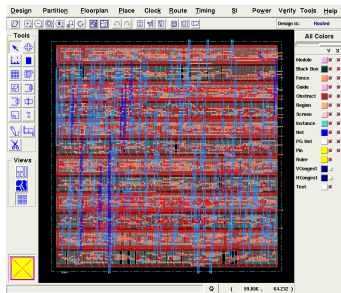 Design Partition Floorplan Place Clock Route Timing SI Power Verify Tools Help
Design is: Routed
Tools
Views
All Colors
V S
Module
Black Box
Fence
Guide
Obstruct
Region
Screen
Instance
Net
PG Net
Pin
Ruler
VCongest
HCongest
Text
Q ( 89.866 , 64.232 )